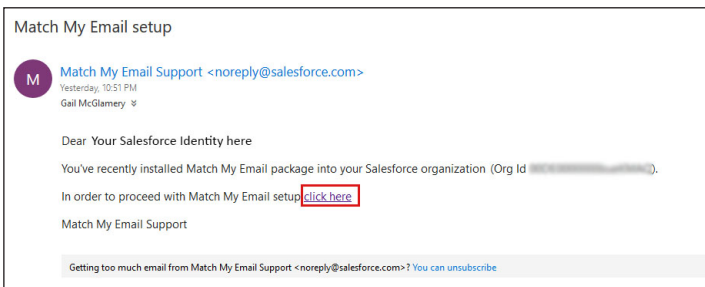 Match My Email setup
M
Match My Email Support <noreply@salesforce.com>
Yesterday, 10:51 PM
Gail McGlamery
Dear Your Salesforce Identity here
You've recently installed Match My Email package into your Salesforce organization (Org Id ).
In order to proceed with Match My Email setup click here
Match My Email Support
Getting too much email from Match My Email Support <noreply@salesforce.com>? You can unsubscribe